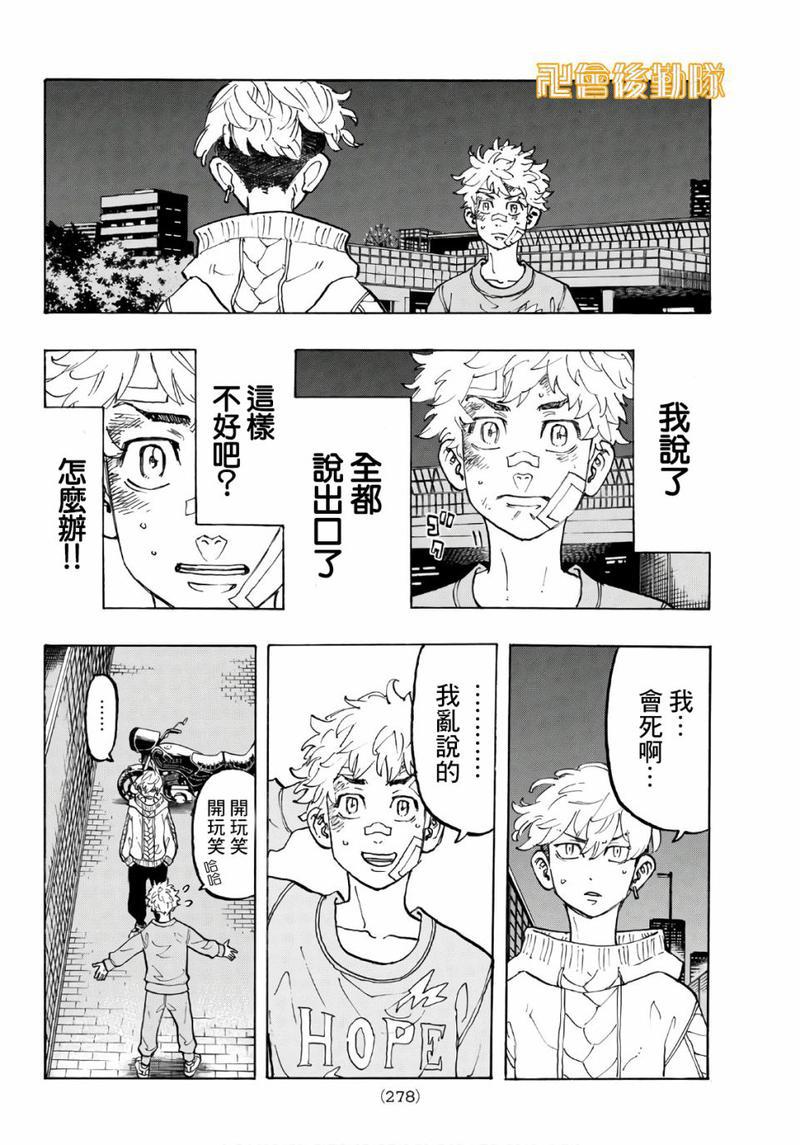 卍會後勤隊
我說了
全都
說出口了
這樣
不好吧?
怎麼辦!!
我…
會死啊…
………
我亂說的
……
開玩笑
開玩笑
哈哈
HOPE
(278)